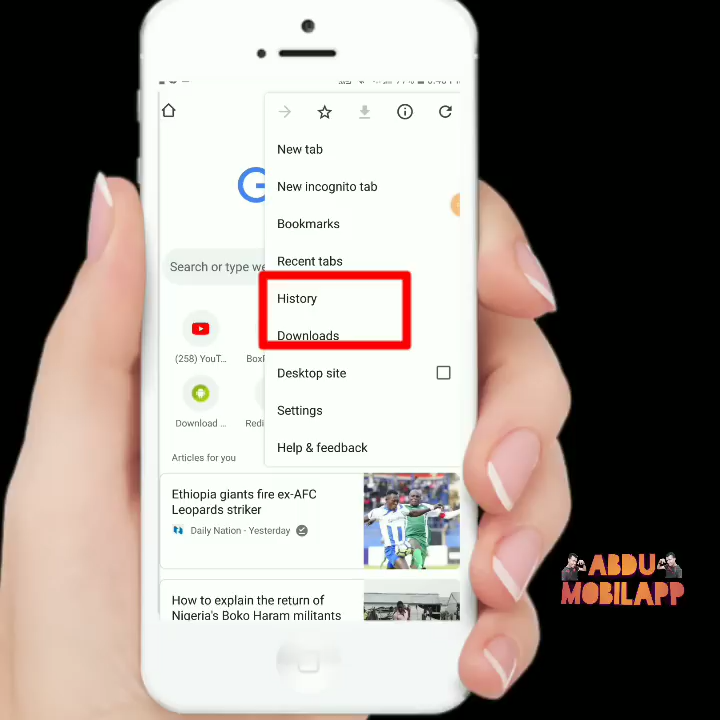 New tab
New incognito tab
Bookmarks
Recent tabs
History
Downloads
Desktop site
Settings
Help & feedback
Search or type we
(258) YouT...
Download ...
Articles for you
Ethiopia giants fire ex-AFC
Leopards striker
Daily Nation - Yesterday
How to explain the return of
Nigeria's Boko Haram militants
ABDU
MOBILAPP